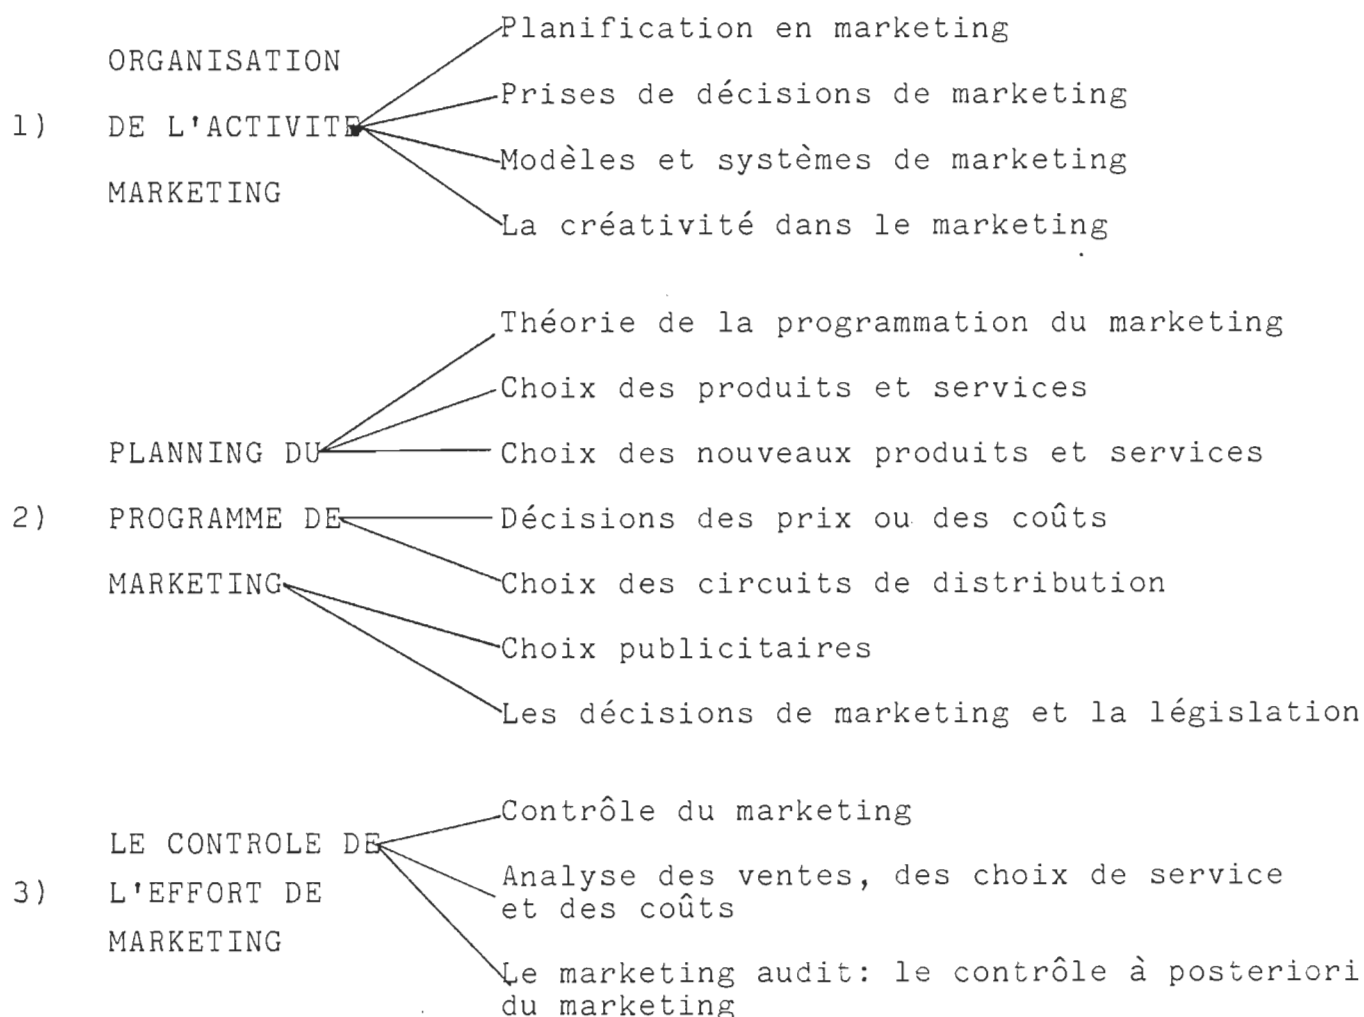 1) ORGANISATION
DE L'ACTIVITE
MARKETING
Planification en marketing
Prises de décisions de marketing
Modèles et systèmes de marketing
La créativité dans le marketing
2) PLANNING DU
PROGRAMME DE
MARKETING
Théorie de la programmation du marketing
Choix des produits et services
Choix des nouveaux produits et services
Décisions des prix ou des coûts
Choix des circuits de distribution
Choix publicitaires
Les décisions de marketing et la législation
3) LE CONTROLE DE
L'EFFORT DE
MARKETING
Contrôle du marketing
Analyse des ventes, des choix de service
et des coûts
Le marketing audit: le contrôle à posteriori
du marketing